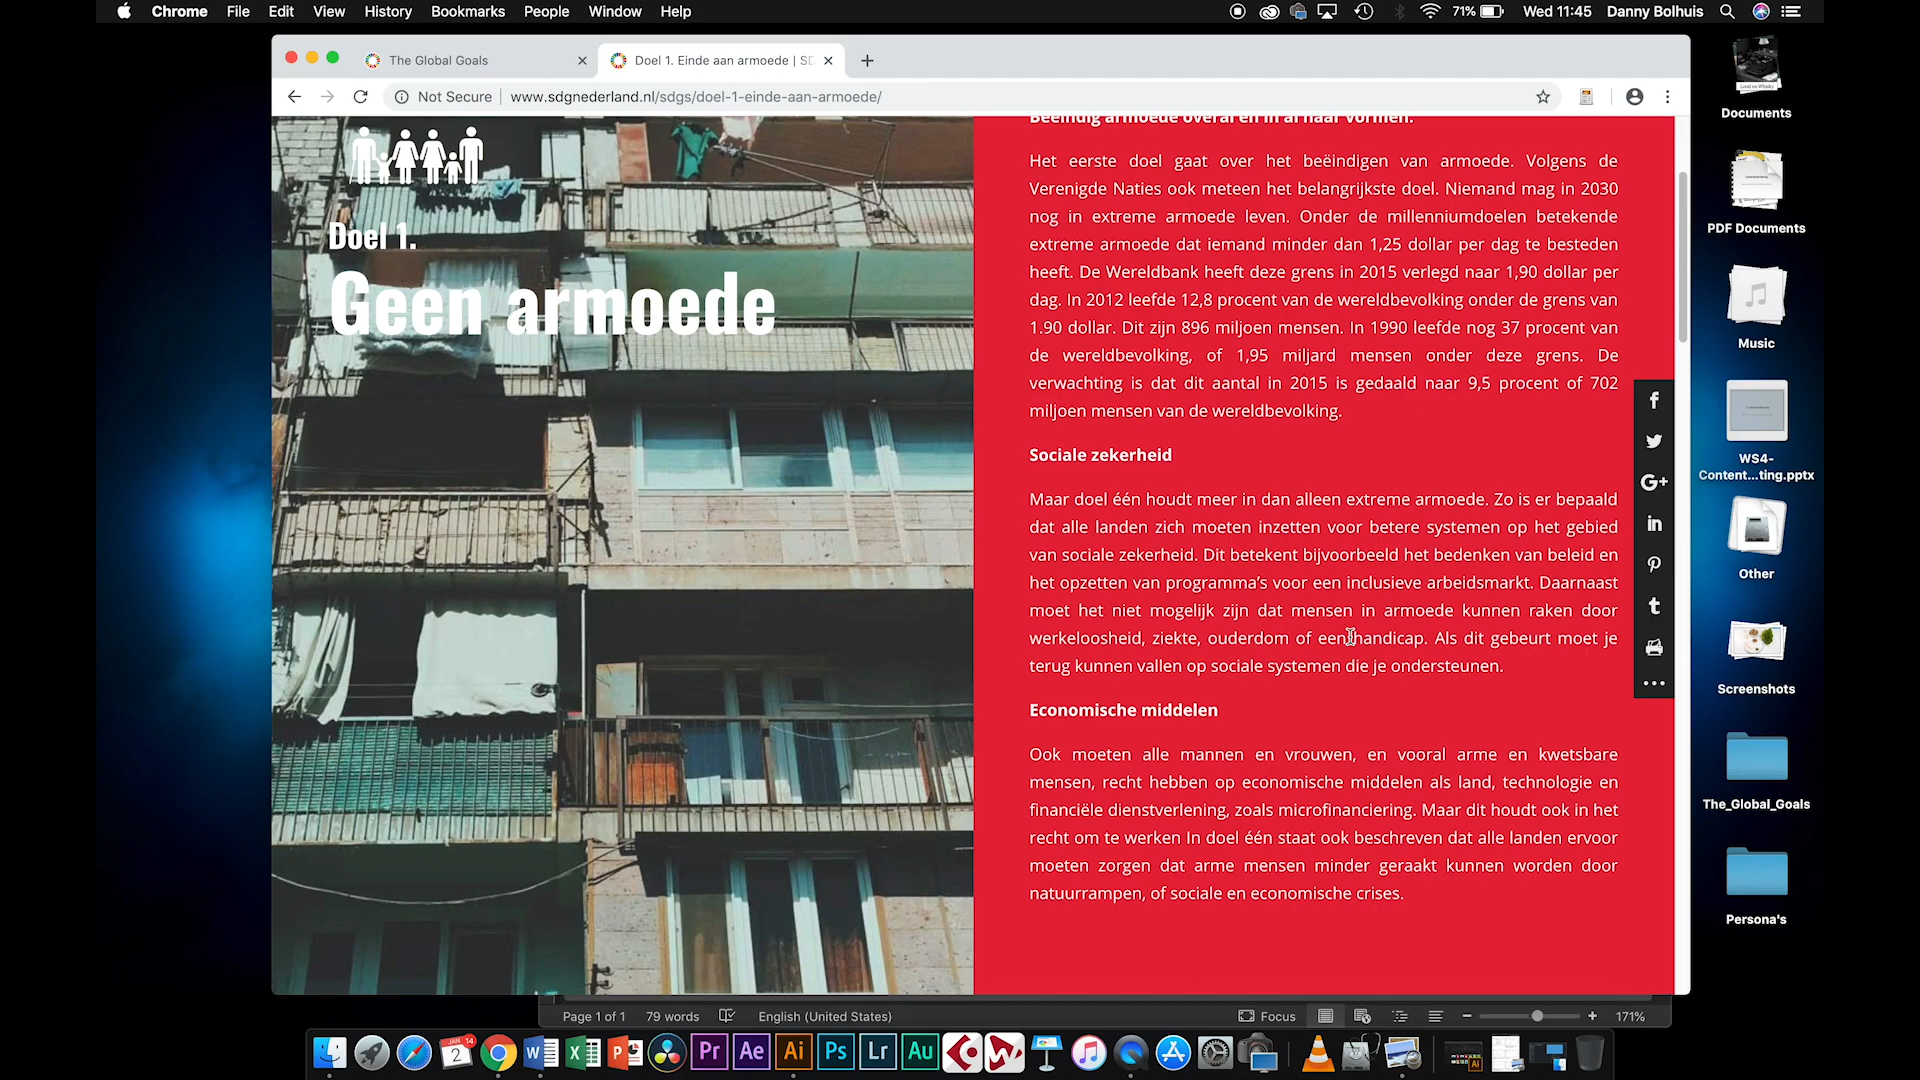 Chrome File Edit View History Bookmarks People Window Help
71% Wed 11:45 Danny Bolhuis
The Global Goals
Doel 1. Einde aan armoede | SD
Not Secure www.sdgnederland.nl/sdgs/doel-1-einde-aan-armoede/
Doel 1.
Geen armoede
Beëindig armoede overal en in al haar vormen.
Het eerste doel gaat over het beëindigen van armoede. Volgens de
Verenigde Naties ook meteen het belangrijkste doel. Niemand mag in 2030
nog in extreme armoede leven. Onder de millenniumdoelen betekende
extreme armoede dat iemand minder dan 1,25 dollar per dag te besteden
heeft. De Wereldbank heeft deze grens in 2015 verlegd naar 1,90 dollar per
dag. In 2012 leefde 12,8 procent van de wereldbevolking onder de grens van
1.90 dollar. Dit zijn 896 miljoen mensen. In 1990 leefde nog 37 procent van
de wereldbevolking, of 1,95 miljard mensen onder deze grens. De
verwachting is dat dit aantal in 2015 is gedaald naar 9,5 procent of 702
miljoen mensen van de wereldbevolking.
Sociale zekerheid
Maar doel één houdt meer in dan alleen extreme armoede. Zo is er bepaald
dat alle landen zich moeten inzetten voor betere systemen op het gebied
van sociale zekerheid. Dit betekent bijvoorbeeld het bedenken van beleid en
het opzetten van programma's voor een inclusieve arbeidsmarkt. Daarnaast
moet het niet mogelijk zijn dat mensen in armoede kunnen raken door
werkeloosheid, ziekte, ouderdom of een handicap. Als dit gebeurt moet je
terug kunnen vallen op sociale systemen die je ondersteunen.
Economische middelen
Ook moeten alle mannen en vrouwen, en vooral arme en kwetsbare
mensen, recht hebben op economische middelen als land, technologie en
financiële dienstverlening, zoals microfinanciering. Maar dit houdt ook in het
recht om te werken In doel één staat ook beschreven dat alle landen ervoor
moeten zorgen dat arme mensen minder geraakt kunnen worden door
natuurrampen, of sociale en economische crises.
Documents
PDF Documents
Music
WS4-
Content...ting.pptx
Other
Screenshots
The_Global_Goals
Persona's
Page 1 of 1 79 words English (United States) Focus 171%
JAN 14
2
Pr Ae Ai Ps Lr Au